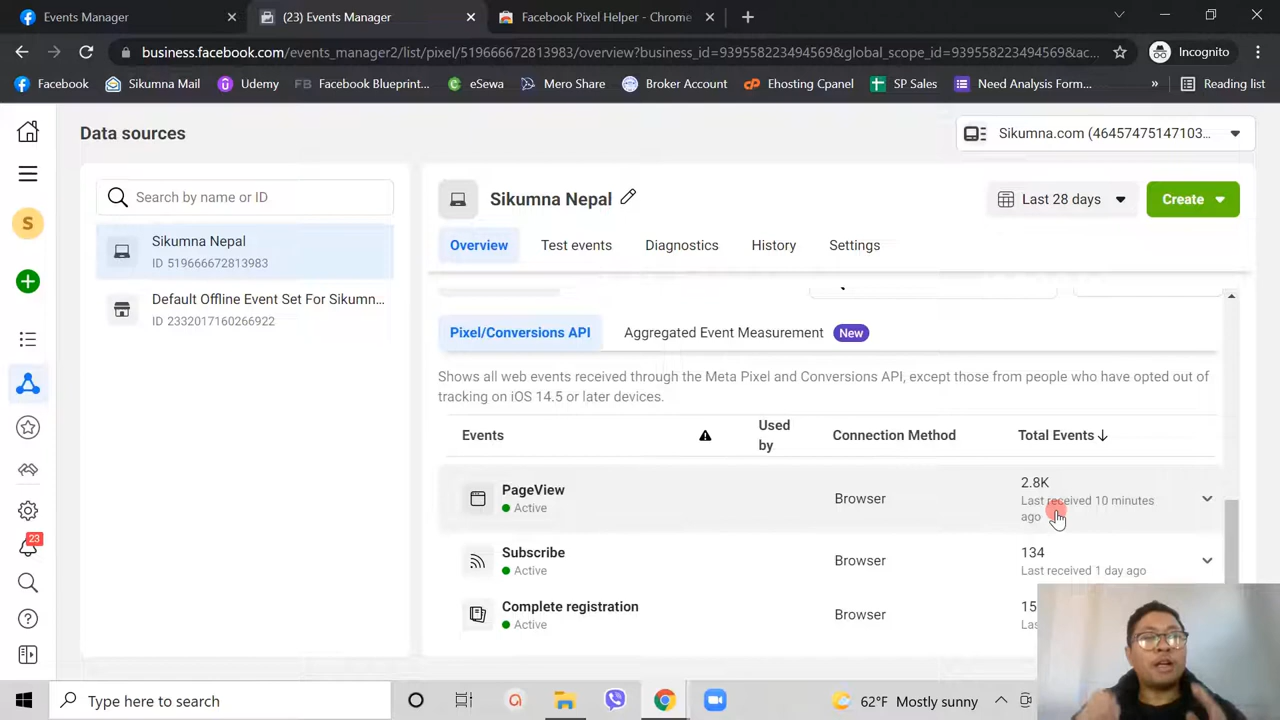 Events Manager
(23) Events Manager
Facebook Pixel Helper - Chrome
business.facebook.com/events_manager2/list/pixel/519666672813983/overview?business_id=9395582234945569&global_scope_id=9395582234945569&ac...
Incognito
Facebook
Sikumna Mail
Udemy
FB Facebook Blueprint...
eSewa
Mero Share
Broker Account
cP Ehosting Cpanel
SP Sales
Need Analysis Form...
»
Reading list
Data sources
Sikumna.com (46457475147103...
Search by name or ID
Sikumna Nepal
ID 519666672813983
Default Offline Event Set For Sikumn...
ID 2332017160266922
S
23
Sikumna Nepal
Last 28 days
Create
Overview
Test events
Diagnostics
History
Settings
Pixel/Conversions API
Aggregated Event Measurement New
Shows all web events received through the Meta Pixel and Conversions API, except those from people who have opted out of
tracking on iOS 14.5 or later devices.
Events
Used
by
Connection Method
Total Events
PageView
Active
Browser
2.8K
Last received 10 minutes
ago
Subscribe
Active
Browser
134
Last received 1 day ago
Complete registration
Active
Browser
15
Type here to search
62°F Mostly sunny